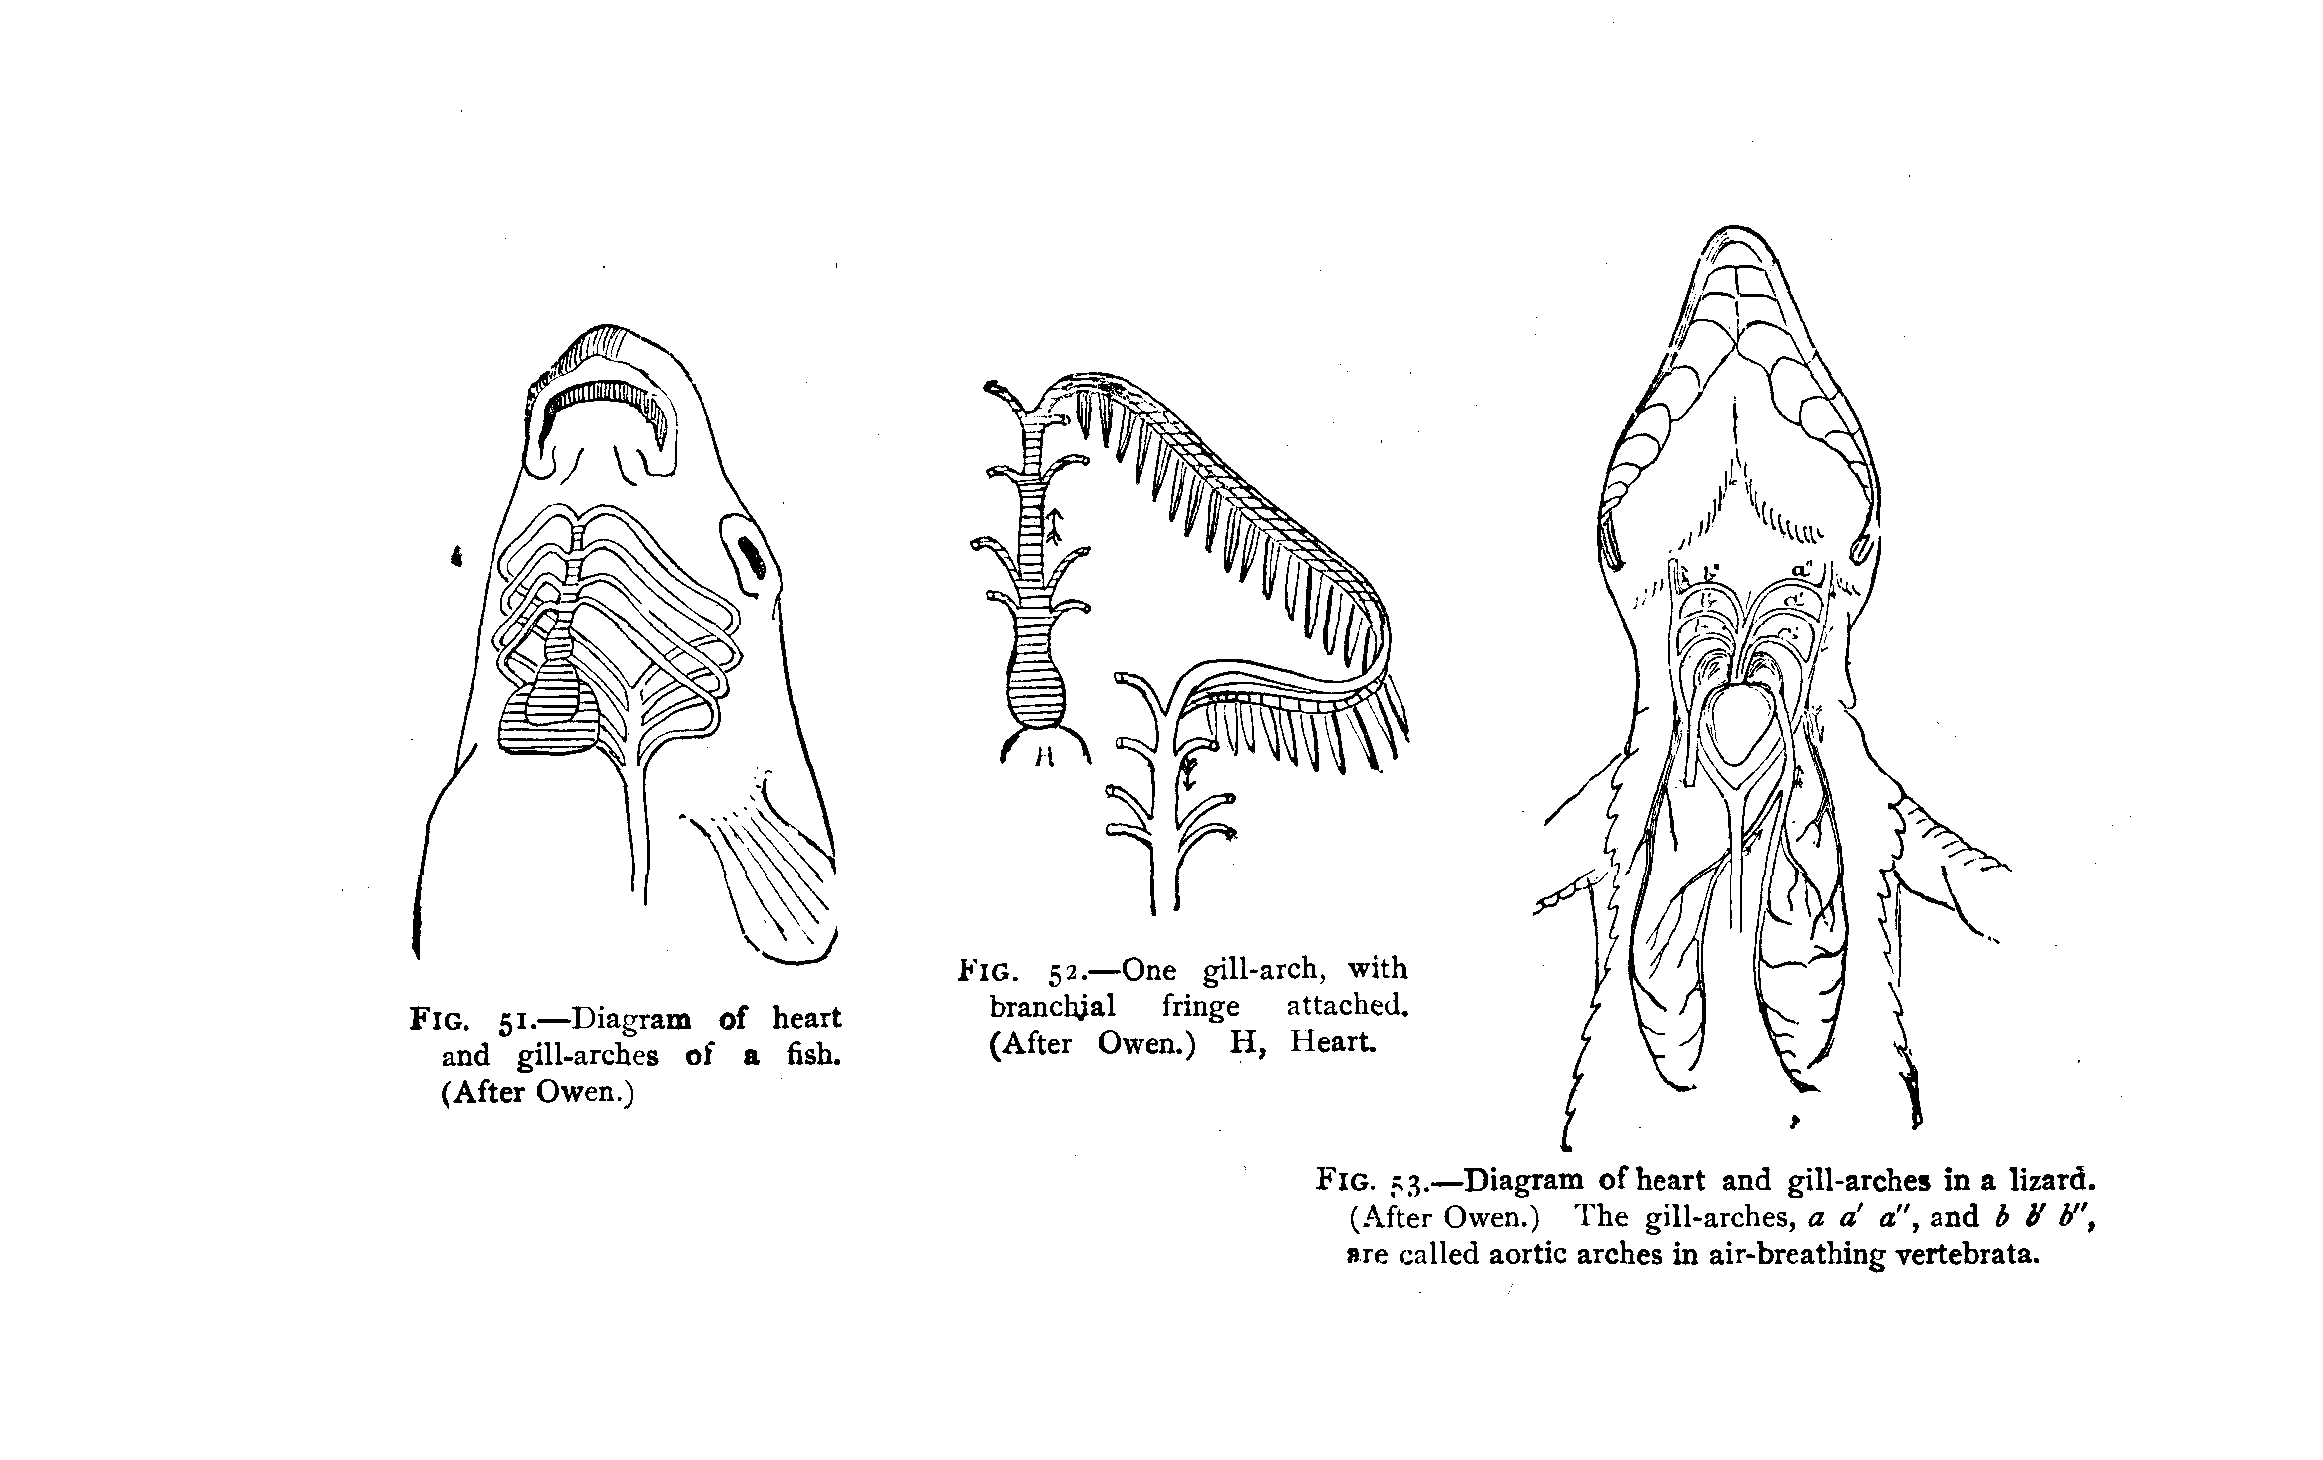 H
b" a"
b' a'
FIG. 51.—Diagram of heart
and gill-arches of a fish.
(After Owen.)
FIG. 52.—One gill-arch, with
branchial fringe attached.
(After Owen.) H, Heart.
FIG. 53.—Diagram of heart and gill-arches in a lizard.
(After Owen.) The gill-arches, a a' a", and b b' b",
are called aortic arches in air-breathing vertebrata.